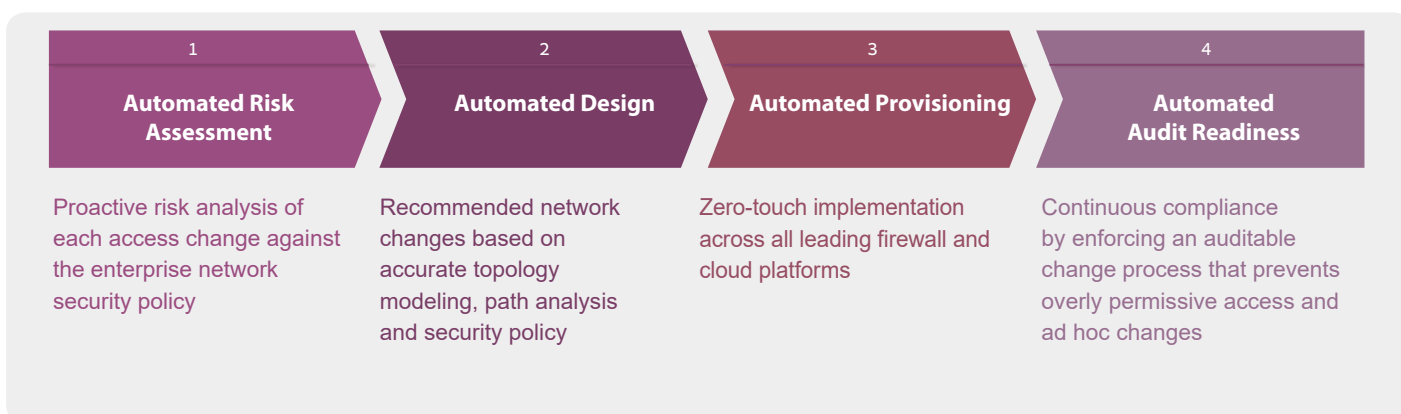 1
Automated Risk
Assessment
Proactive risk analysis of
each access change against
the enterprise network
security policy
2
Automated Design
Recommended network
changes based on
accurate topology
modeling, path analysis
and security policy
3
Automated Provisioning
Zero-touch implementation
across all leading firewall and
cloud platforms
4
Automated
Audit Readiness
Continuous compliance
by enforcing an auditable
change process that prevents
overly permissive access and
ad hoc changes